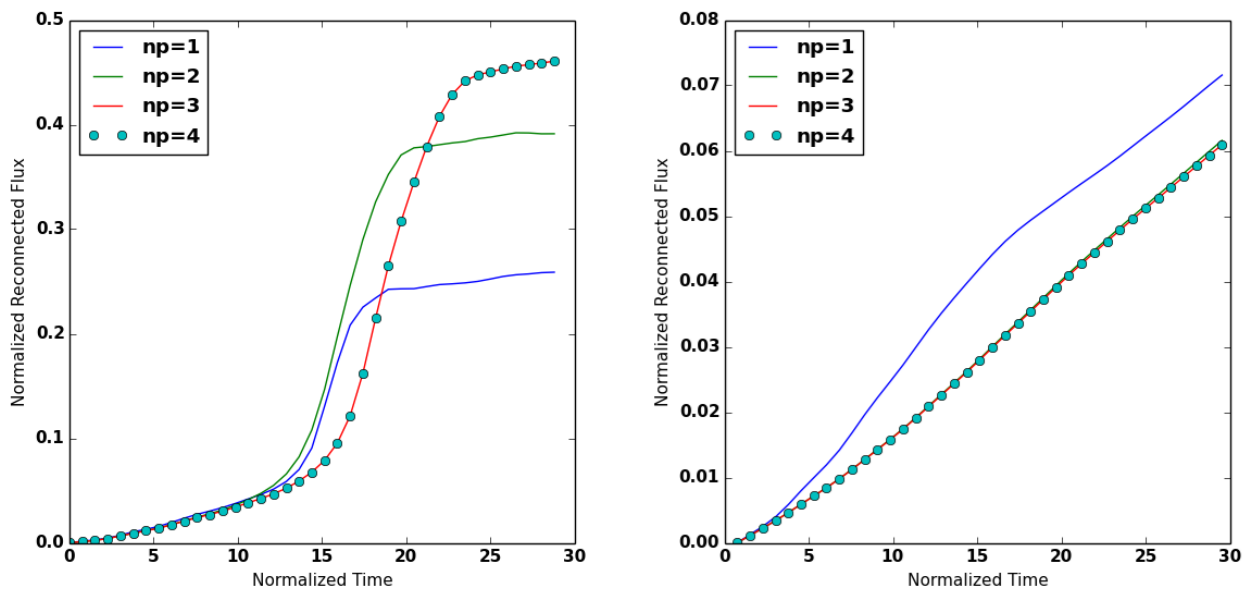 0.5
0.4
0.3
0.2
0.1
0.0
0
5
10
15
20
25
30
Normalized Reconnected Flux
Normalized Time
np=1
np=2
np=3
np=4
0.08
0.07
0.06
0.05
0.04
0.03
0.02
0.01
0.00
0
5
10
15
20
25
30
Normalized Reconnected Flux
Normalized Time
np=1
np=2
np=3
np=4